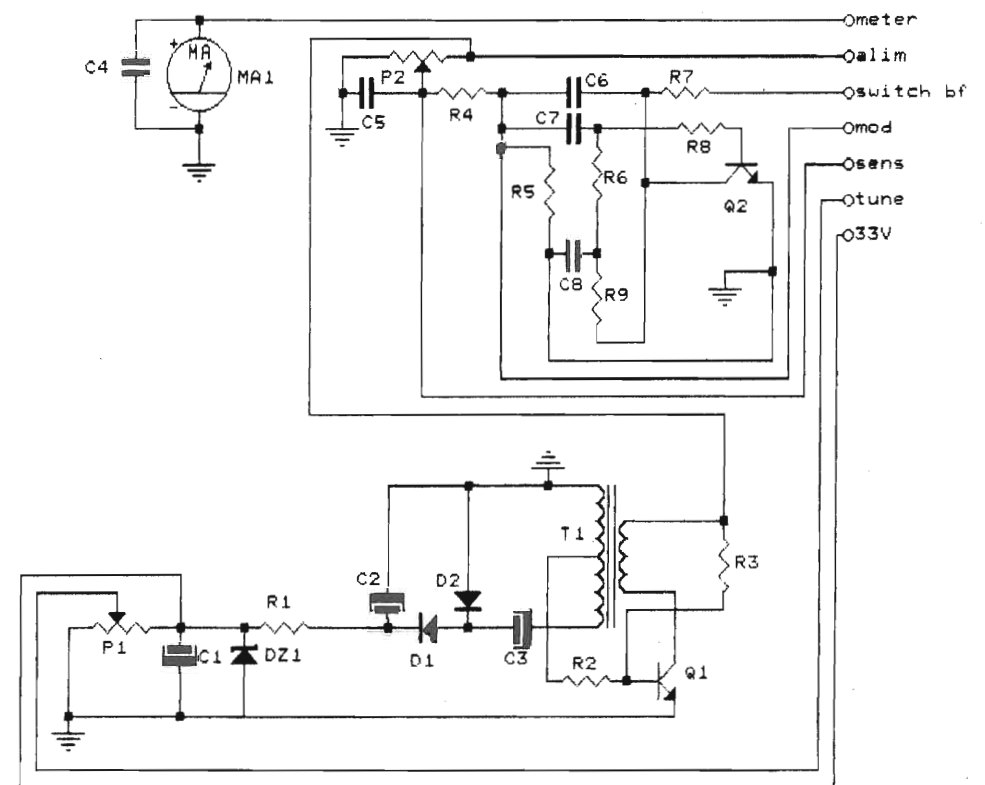 meter
+
MA
C4
MA1
-
alim
P2
C6
R7
switch bf
C5
R4
C7
mod
R8
sens
R5
R6
Q2
tune
33V
C8
R9
T1
R3
C2
D2
R1
P1
C1
DZ1
D1
C3
R2
Q1